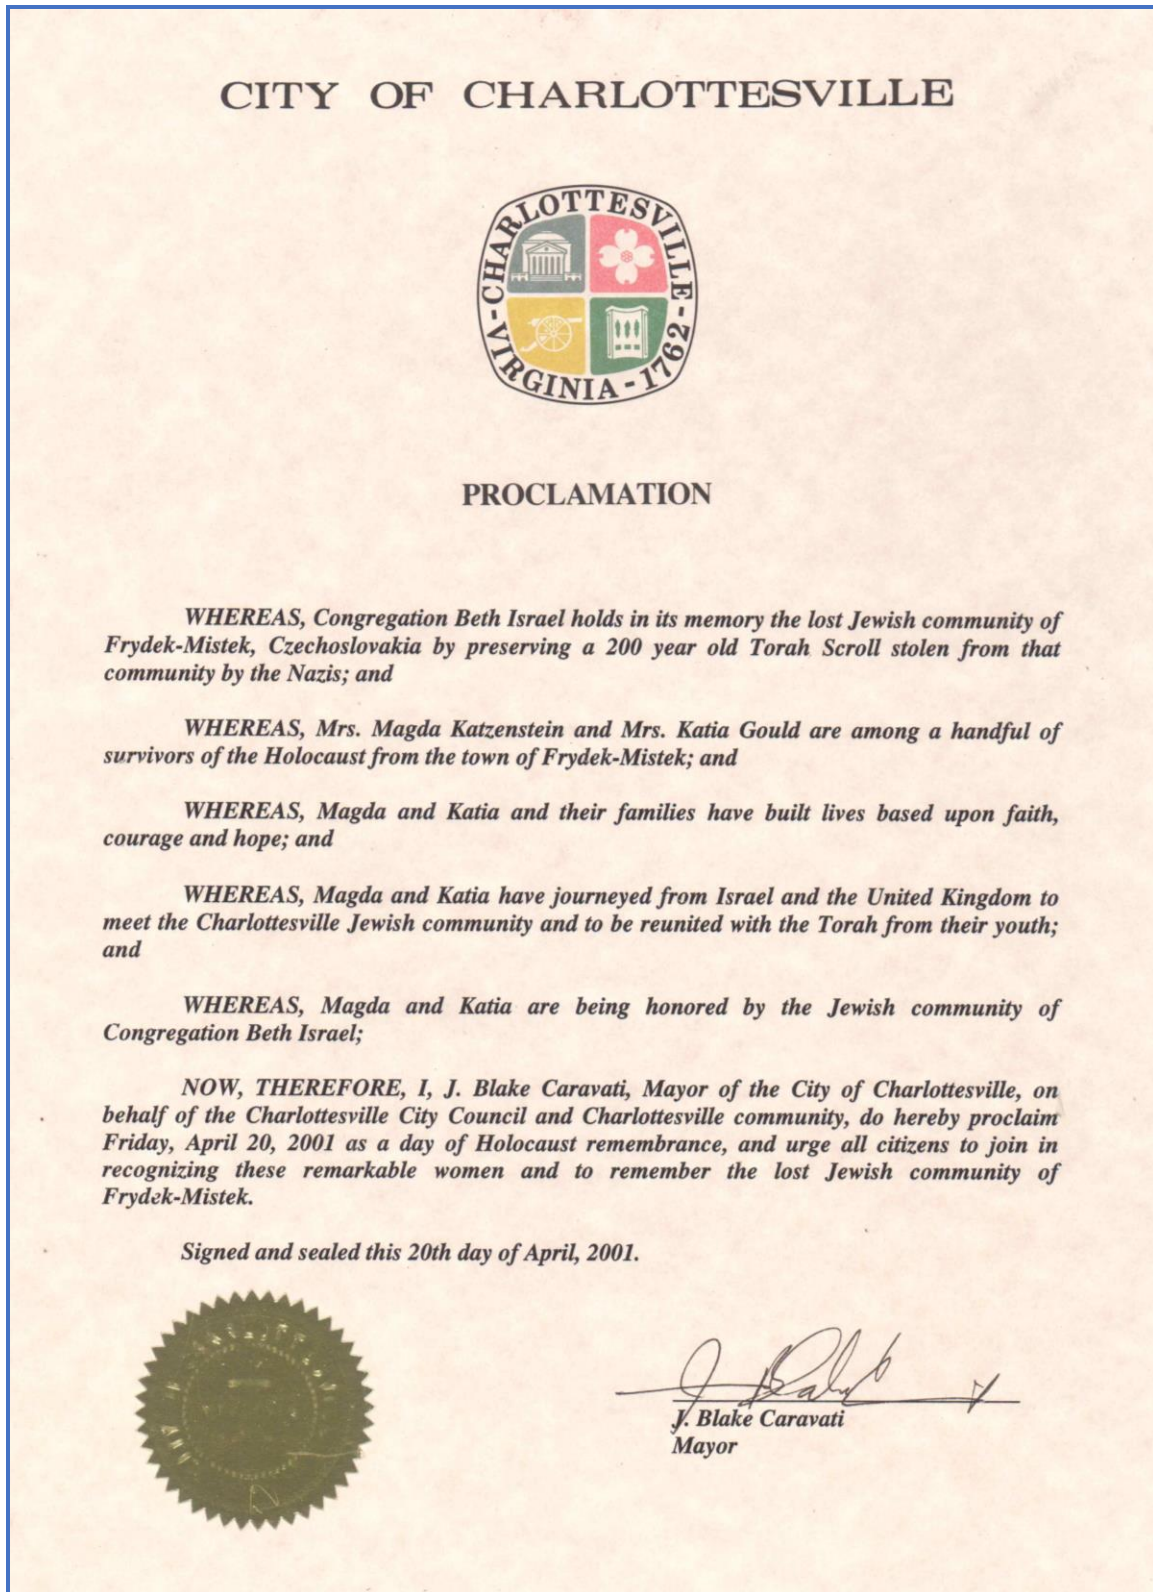 CITY OF CHARLOTTESVILLE
CHARLOTTESVILLE - VIRGINIA - 1762 -
PROCLAMATION
WHEREAS, Congregation Beth Israel holds in its memory the lost Jewish community of
Frydek-Mistek, Czechoslovakia by preserving a 200 year old Torah Scroll stolen from that
community by the Nazis; and
WHEREAS, Mrs. Magda Katzenstein and Mrs. Katia Gould are among a handful of
survivors of the Holocaust from the town of Frydek-Mistek; and
WHEREAS, Magda and Katia and their families have built lives based upon faith,
courage and hope; and
WHEREAS, Magda and Katia have journeyed from Israel and the United Kingdom to
meet the Charlottesville Jewish community and to be reunited with the Torah from their youth;
and
WHEREAS, Magda and Katia are being honored by the Jewish community of
Congregation Beth Israel;
NOW, THEREFORE, I, J. Blake Caravati, Mayor of the City of Charlottesville, on
behalf of the Charlottesville City Council and Charlottesville community, do hereby proclaim
Friday, April 20, 2001 as a day of Holocaust remembrance, and urge all citizens to join in
recognizing these remarkable women and to remember the lost Jewish community of
Frydek-Mistek.
Signed and sealed this 20th day of April, 2001.
J. Blake Caravati
Mayor